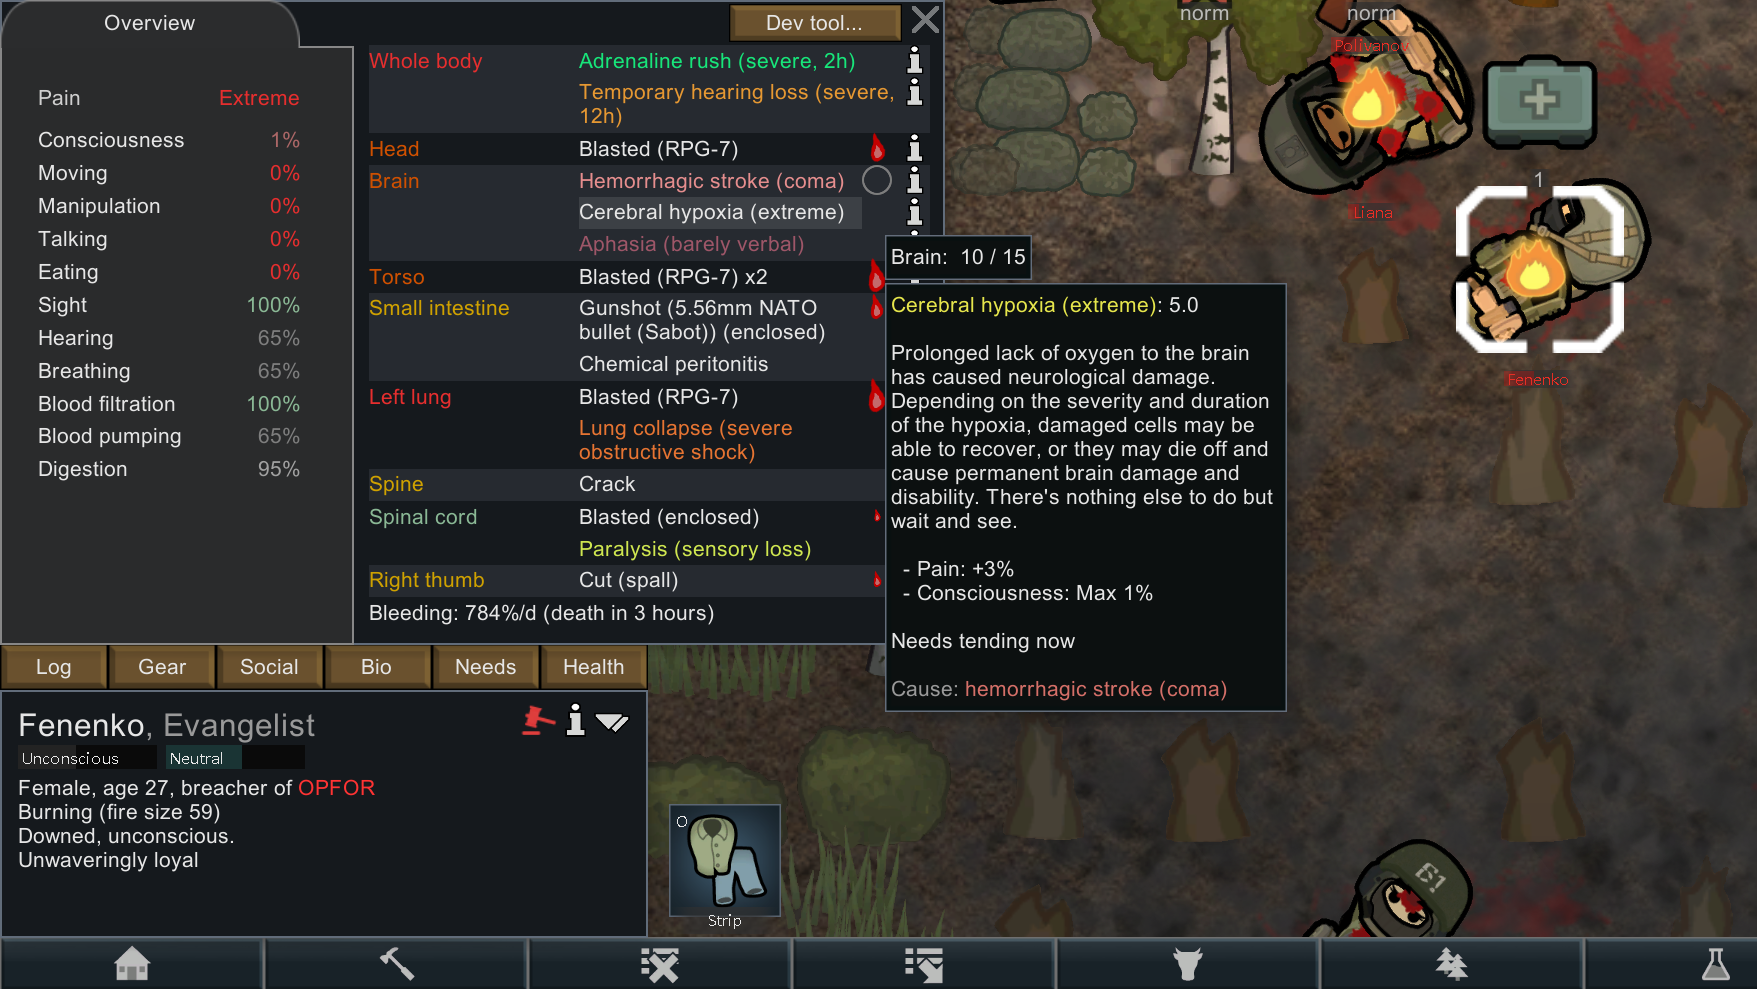 Overview
Dev tool...
norm
norm
Polivanov
Pain Extreme
Consciousness 1%
Moving 0%
Manipulation 0%
Talking 0%
Eating 0%
Sight 100%
Hearing 65%
Breathing 65%
Blood filtration 100%
Blood pumping 65%
Digestion 95%
Whole body Adrenaline rush (severe, 2h)
Temporary hearing loss (severe,
12h)
Head Blasted (RPG-7)
Brain Hemorrhagic stroke (coma)
Cerebral hypoxia (extreme)
Aphasia (barely verbal)
Torso Blasted (RPG-7) x2
Small intestine Gunshot (5.56mm NATO
bullet (Sabot)) (enclosed)
Chemical peritonitis
Left lung Blasted (RPG-7)
Lung collapse (severe
obstructive shock)
Spine Crack
Spinal cord Blasted (enclosed)
Paralysis (sensory loss)
Right thumb Cut (spall)
Bleeding: 784%/d (death in 3 hours)
1
Liana
Fenenko
Brain: 10 / 15
Cerebral hypoxia (extreme): 5.0
Prolonged lack of oxygen to the brain
has caused neurological damage.
Depending on the severity and duration
of the hypoxia, damaged cells may be
able to recover, or they may die off and
cause permanent brain damage and
disability. There's nothing else to do but
wait and see.
- Pain: +3%
- Consciousness: Max 1%
Needs tending now
Cause: hemorrhagic stroke (coma)
Log
Gear
Social
Bio
Needs
Health
Fenenko, Evangelist
Unconscious
Neutral
Female, age 27, breacher of OPFOR
Burning (fire size 59)
Downed, unconscious.
Unwaveringly loyal
Strip